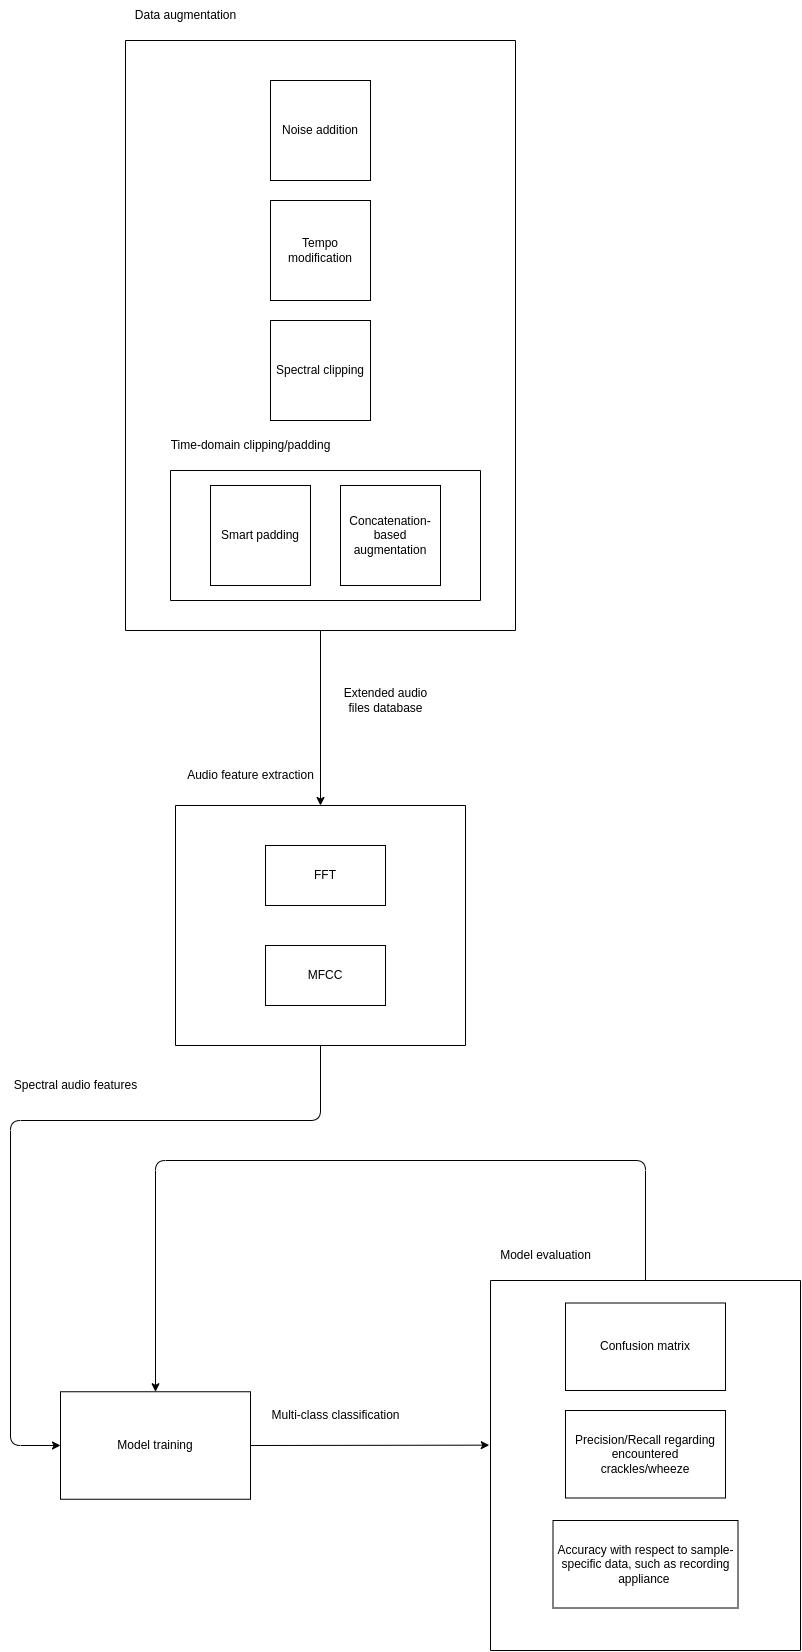 Data augmentation
Noise addition
Tempo
modification
Spectral clipping
Time-domain clipping/padding
Smart padding
Concatenation-
based
augmentation
Extended audio
files database
Audio feature extraction
FFT
MFCC
Spectral audio features
Model evaluation
Confusion matrix
Multi-class classification
Model training
Precision/Recall regarding
encountered
crackles/wheeze
Accuracy with respect to sample-
specific data, such as recording
appliance